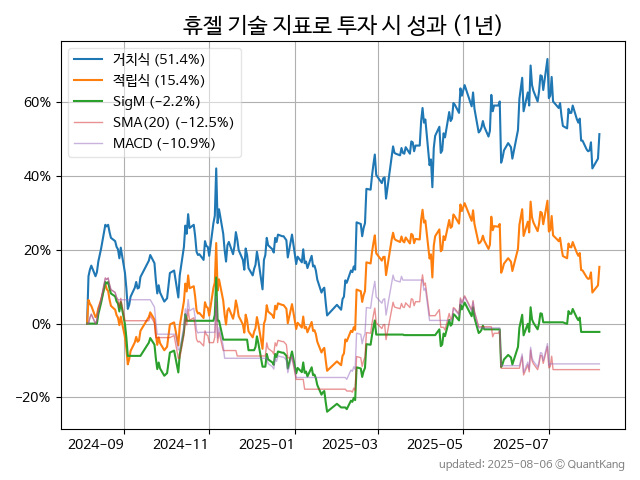 휴젤 기술 지표로 투자 시 성과 (1년)
거치식 (51.4%)
적립식 (15.4%)
SigM (−2.2%)
SMA(20) (−12.5%)
MACD (−10.9%)
60%
40%
20%
0%
−20%
2024-09
2024-11
2025-01
2025-03
2025-05
2025-07
updated: 2025-08-06 © QuantKang